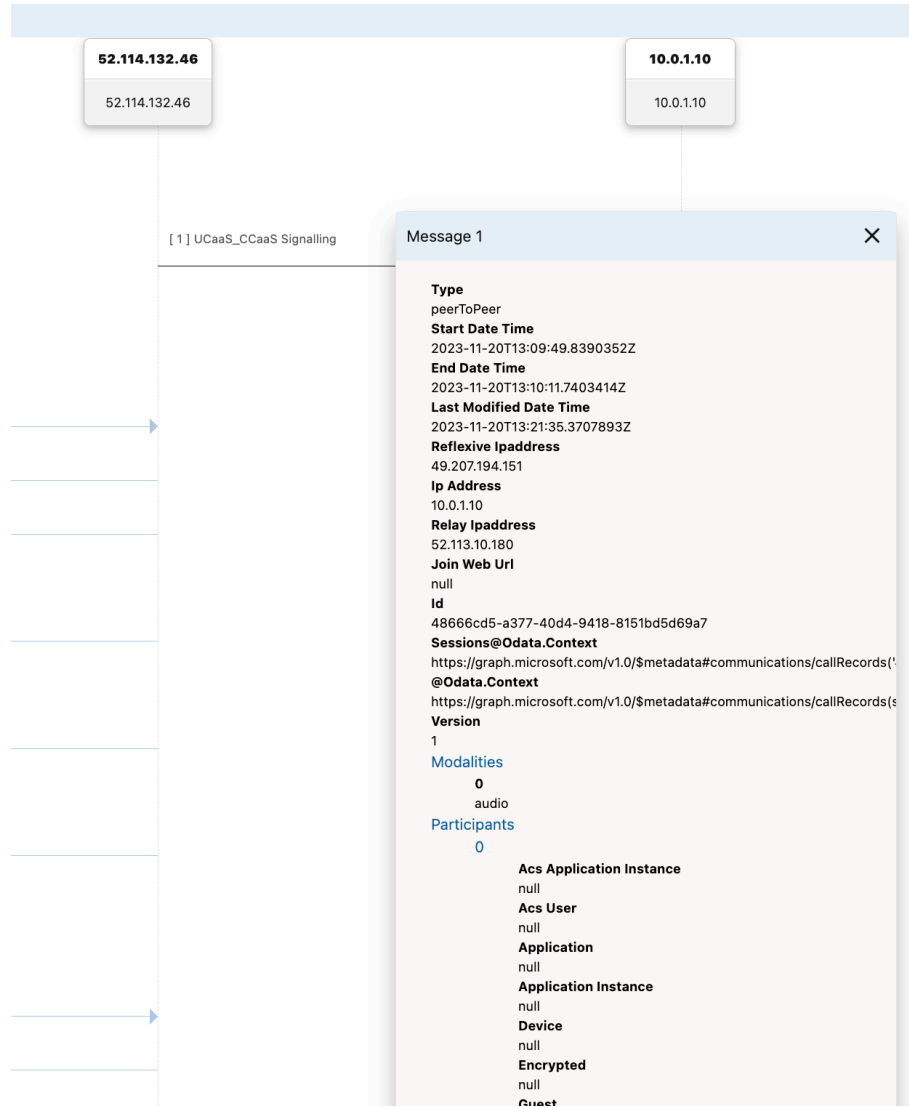 52.114.132.46
10.0.1.10
52.114.132.46
10.0.1.10
[ 1 ] UCaaS_CCaaS Signalling
Message 1
Type
peerToPeer
Start Date Time
2023-11-20T13:09:49.8390352Z
End Date Time
2023-11-20T13:10:11.7403414Z
Last Modified Date Time
2023-11-20T13:21:35.3707893Z
Reflexive Ipaddress
49.207.194.151
Ip Address
10.0.1.10
Relay Ipaddress
52.113.10.180
Join Web Url
null
Id
48666cd5-a377-40d4-9418-8151bd5d69a7
Sessions@Odata.Context
https://graph.microsoft.com/v1.0/$metadata#communications/callRecords('
@Odata.Context
https://graph.microsoft.com/v1.0/$metadata#communications/callRecords(s
Version
1
Modalities
0
audio
Participants
0
Acs Application Instance
null
Acs User
null
Application
null
Application Instance
null
Device
null
Encrypted
null
Guest